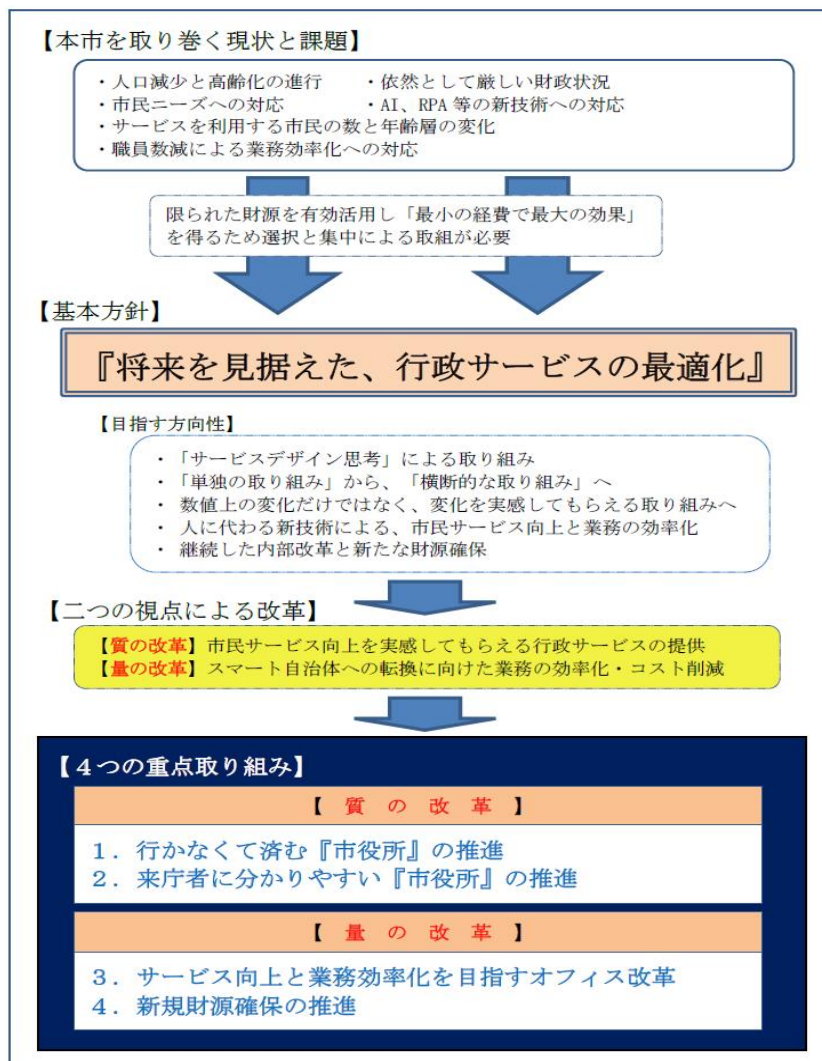 【本市を取り巻く現状と課題】
・人口減少と高齢化の進行　・依然として厳しい財政状況
・市民ニーズへの対応　・AI、RPA 等の新技術への対応
・サービスを利用する市民の数と年齢層の変化
・職員数減による業務効率化への対応
限られた財源を有効活用し「最小の経費で最大の効果」
を得るため選択と集中による取組が必要
【基本方針】
『将来を見据えた、行政サービスの最適化』
【目指す方向性】
・「サービスデザイン思考」による取り組み
・「単独の取り組み」から、「横断的な取り組み」へ
・数値上の変化だけではなく、変化を実感してもらえる取り組みへ
・人に代わる新技術による、市民サービス向上と業務の効率化
・継続した内部改革と新たな財源確保
【二つの視点による改革】
【質の改革】市民サービス向上を実感してもらえる行政サービスの提供
【量の改革】スマート自治体への転換に向けた業務の効率化・コスト削減
【４つの重点取り組み】
【 質 の 改 革 】
１．行かなくて済む『市役所』の推進
２．来庁者に分かりやすい『市役所』の推進
【 量 の 改 革 】
３．サービス向上と業務効率化を目指すオフィス改革
４．新規財源確保の推進